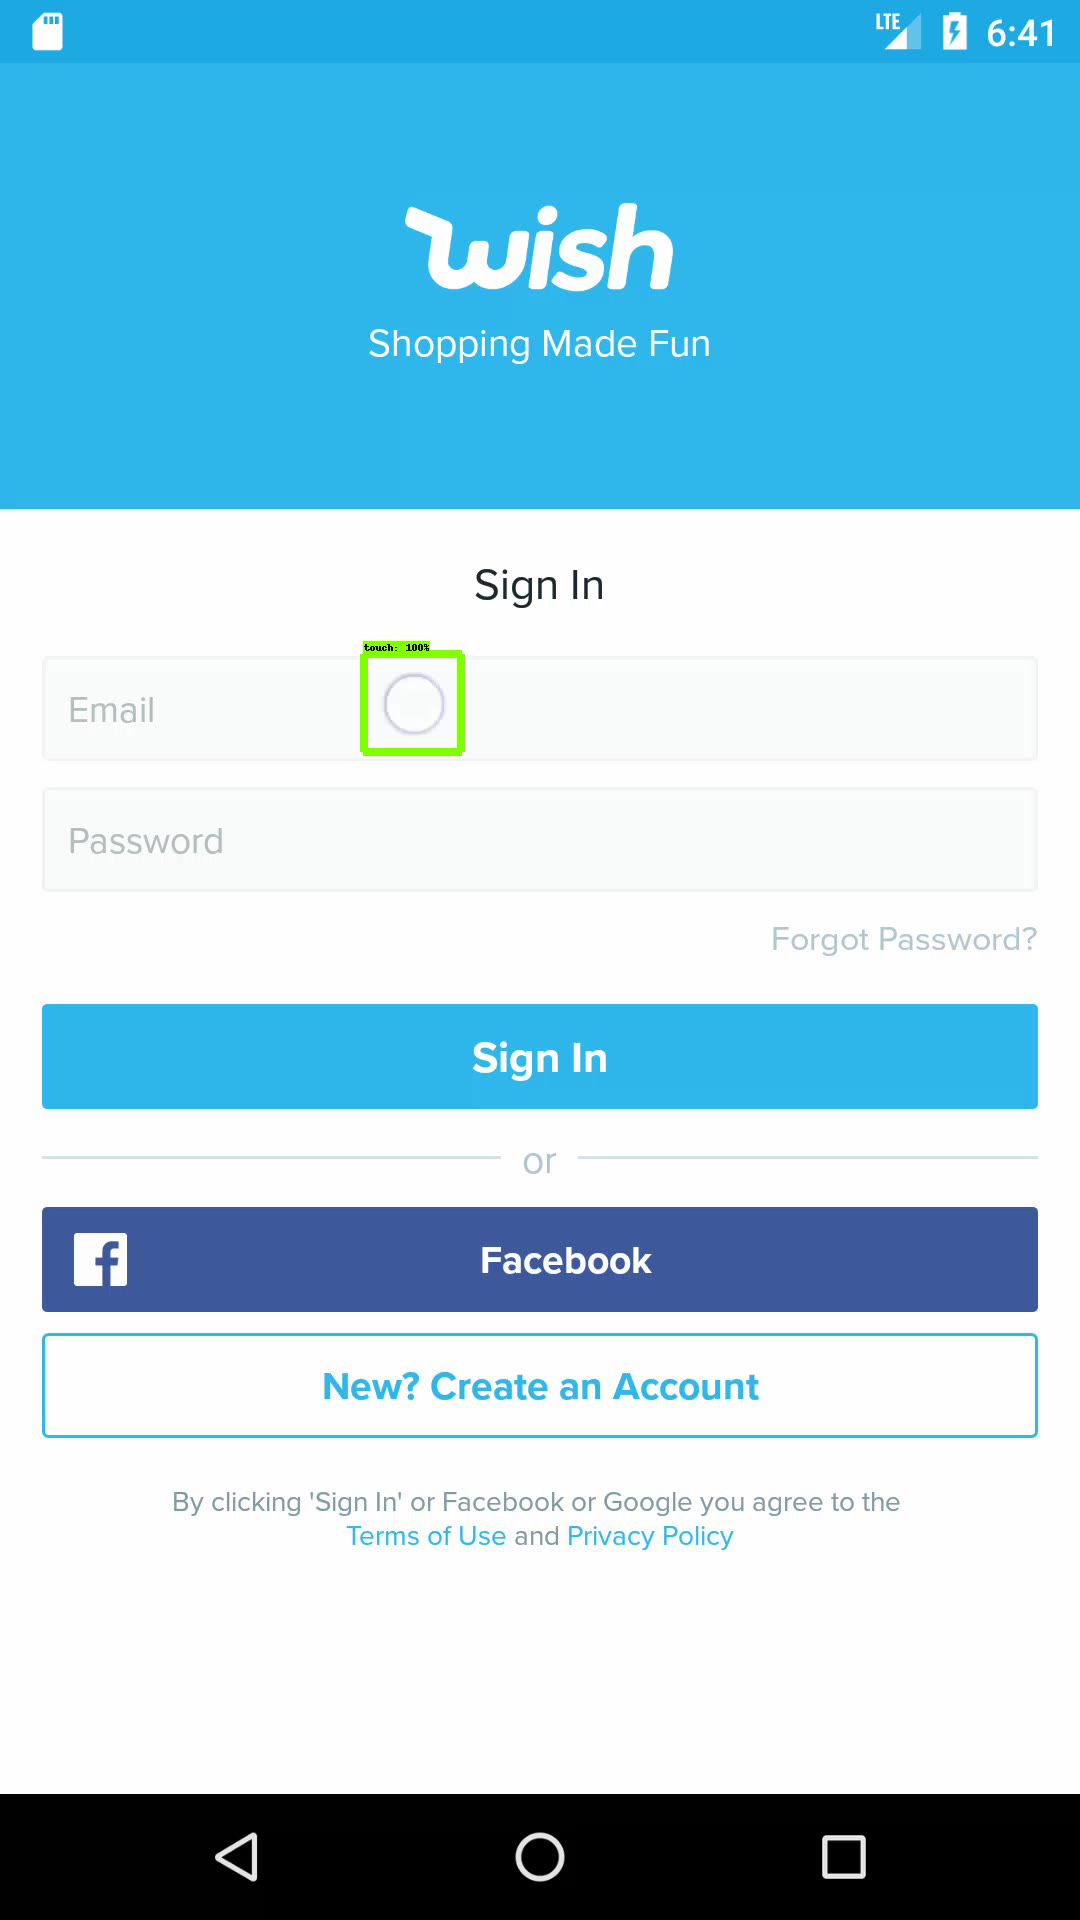 LTE 6:41
wish
Shopping Made Fun
Sign In
touch: 100%
Email
Password
Forgot Password?
Sign In
or
Facebook
New? Create an Account
By clicking 'Sign In' or Facebook or Google you agree to the
Terms of Use and Privacy Policy